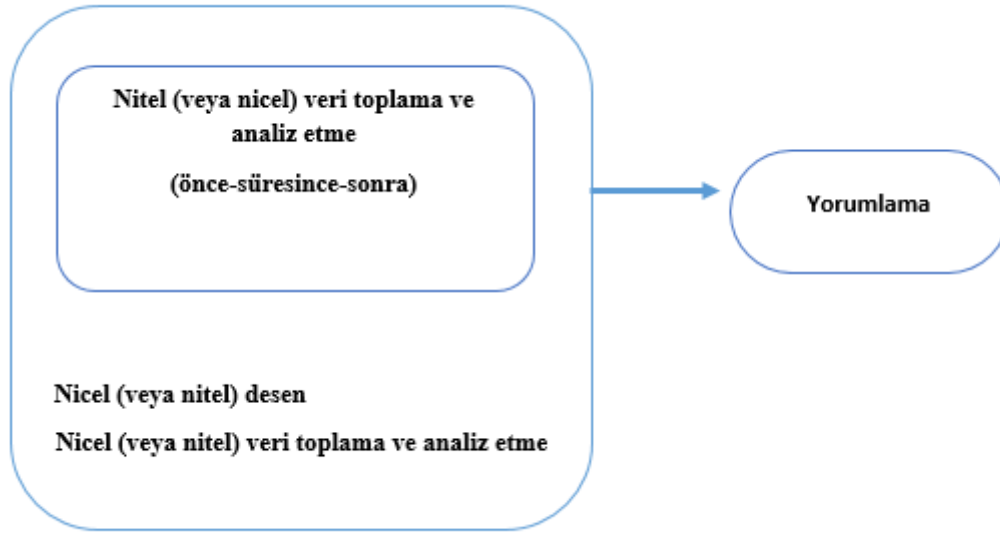 Nitel (veya nicel) veri toplama ve
analiz etme
(önce-süresince-sonra)
Yorumlama
Nicel (veya nitel) desen
Nicel (veya nitel) veri toplama ve analiz etme